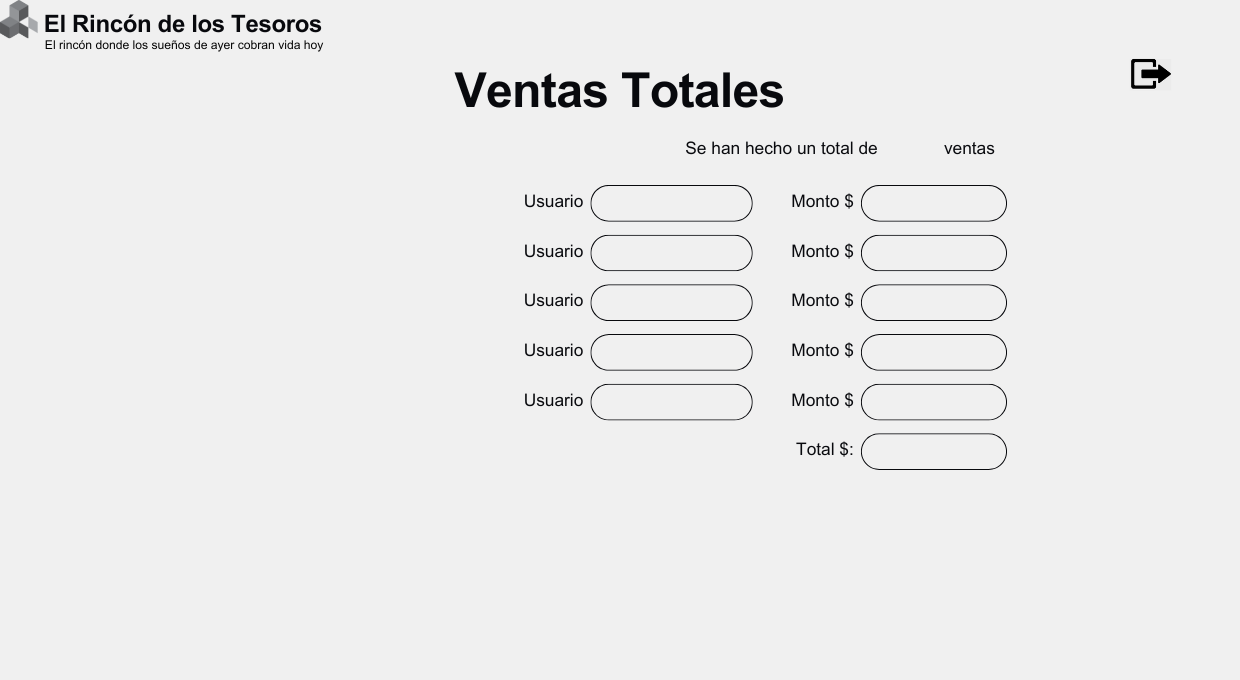 El Rincón de los Tesoros
El rincón donde los sueños de ayer cobran vida hoy
Ventas Totales
Se han hecho un total de ventas
Usuario Monto $
Usuario Monto $
Usuario Monto $
Usuario Monto $
Usuario Monto $
Total $: